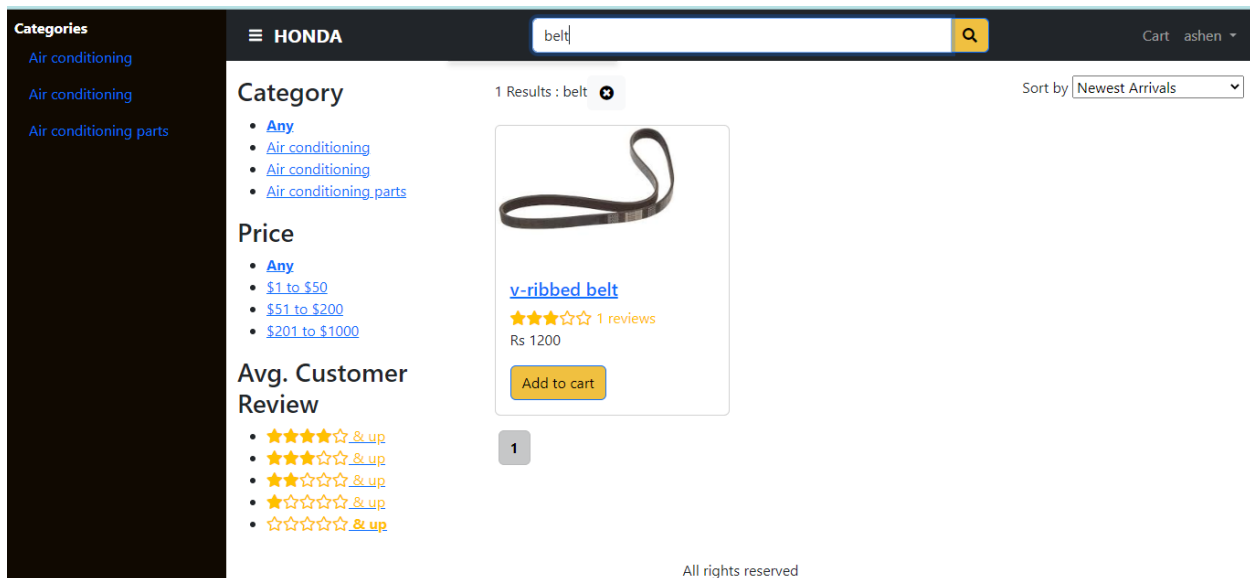 Categories
Air conditioning
Air conditioning
Air conditioning parts
HONDA
belt
Cart ashen
Category
Any
Air conditioning
Air conditioning
Air conditioning parts
Price
Any
$1 to $50
$51 to $200
$201 to $1000
Avg. Customer
Review
& up
& up
& up
& up
& up
1 Results : belt
Sort by Newest Arrivals
v-ribbed belt
1 reviews
Rs 1200
Add to cart
1
All rights reserved